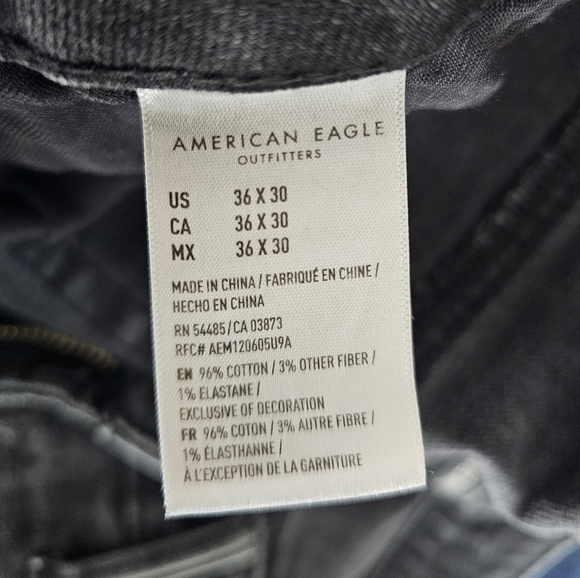 AMERICAN EAGLE
OUTFITTERS
US 36 X 30
CA 36 X 30
MX 36 X 30
MADE IN CHINA / FABRIQUÉ EN CHINE /
HECHO EN CHINA
RN 54485/CA 03873
RFC# AEM120605U9A
EN 96% COTTON / 3% OTHER FIBER /
1% ELASTANE /
EXCLUSIVE OF DECORATION
FR 96% COTON / 3% AUTRE FIBRE /
1% ÉLASTHANNE /
À L'EXCEPTION DE LA GARNITURE